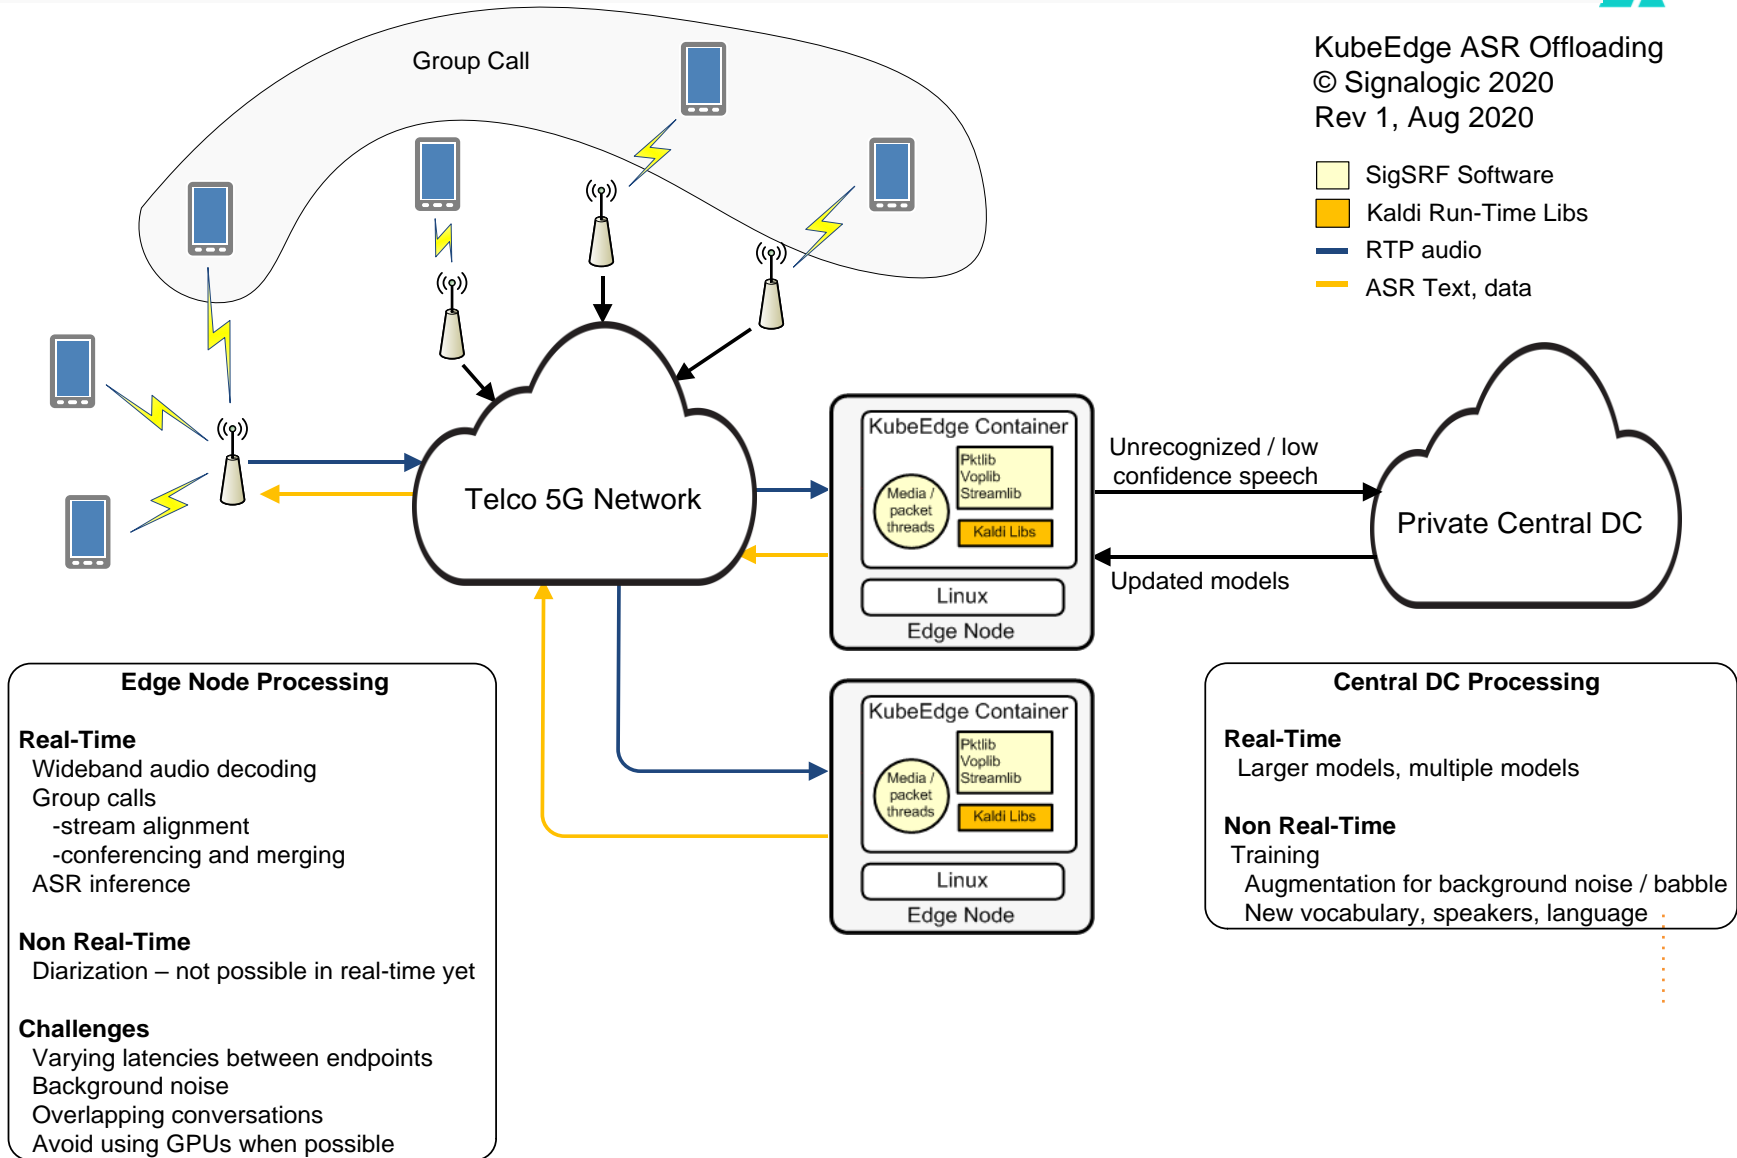 Group Call
KubeEdge ASR Offloading
© Signalogic 2020
Rev 1, Aug 2020
SigSRF Software
Kaldi Run-Time Libs
RTP audio
ASR Text, data
Telco 5G Network
KubeEdge Container
Pktlib
Voplib
Streamlib
Media /
packet
threads
Kaldi Libs
Linux
Edge Node
Unrecognized / low
confidence speech
Updated models
Private Central DC
KubeEdge Container
Pktlib
Voplib
Streamlib
Media /
packet
threads
Kaldi Libs
Linux
Edge Node
Edge Node Processing
Real-Time
Wideband audio decoding
Group calls
-stream alignment
-conferencing and merging
ASR inference
Non Real-Time
Diarization – not possible in real-time yet
Challenges
Varying latencies between endpoints
Background noise
Overlapping conversations
Avoid using GPUs when possible
Central DC Processing
Real-Time
Larger models, multiple models
Non Real-Time
Training
Augmentation for background noise / babble
New vocabulary, speakers, language